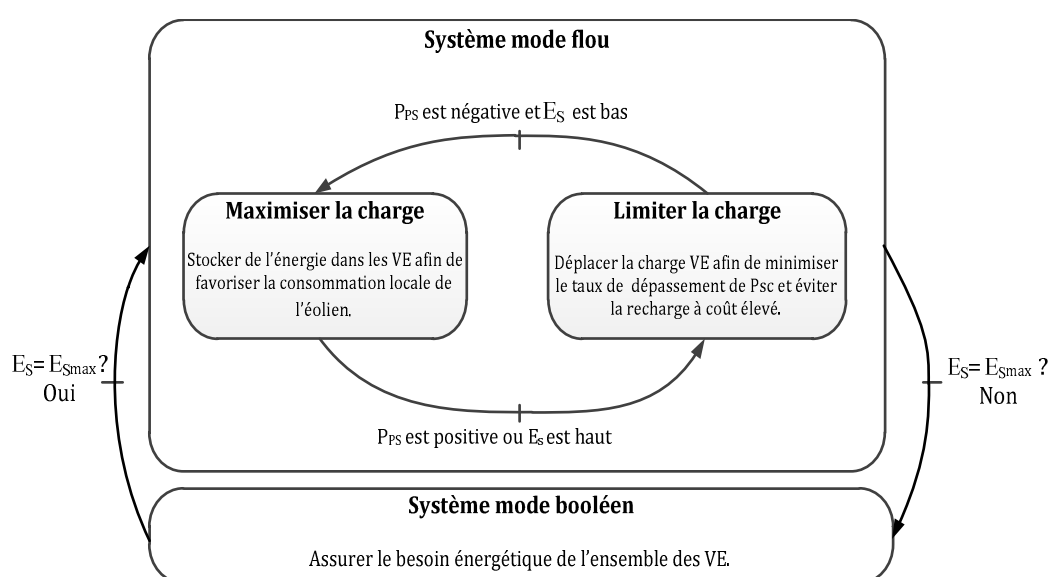 Système mode flou
PPS est négative et ES est bas
Maximiser la charge
Stocker de l'énergie dans les VE afin de
favoriser la consommation locale de
l'éolien.
Limiter la charge
Déplacer la charge VE afin de minimiser
le taux de dépassement de Psc et éviter
la recharge à coût élevé.
ES= ESmax?
Oui
ES= ESmax ?
Non
PPS est positive ou Es est haut
Système mode booléen
Assurer le besoin énergétique de l'ensemble des VE.